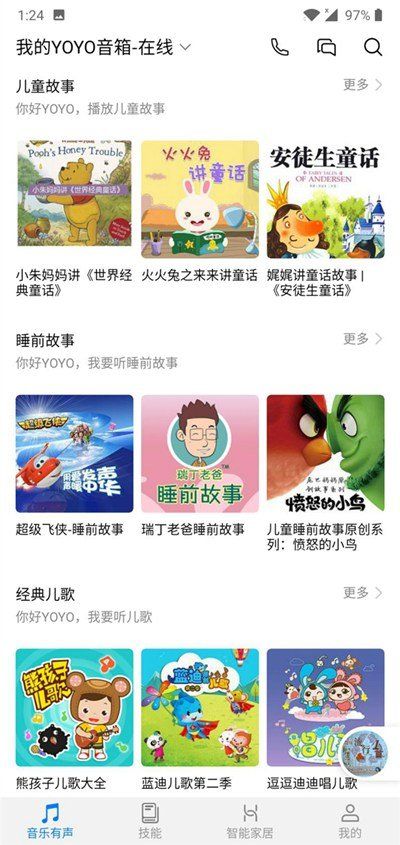 1:24
97%
我的YOYO音箱-在线
儿童故事
更多
你好YOYO，播放儿童故事
Pooh's Honey Trouble
小朱妈妈讲《世界经典童话》
火火兔
讲童话
安徒生童话
FAIRY TALES
OF ANDERSEN
小朱妈妈讲《世界经典童话》
火火兔之来来讲童话
娓娓讲童话故事 |
《安徒生童话》
睡前故事
更多
你好YOYO，我要听睡前故事
超级飞侠
用爱发声
中华
瑞丁老爸
TM
睡前故事
愤怒的小鸟
超级飞侠-睡前故事
瑞丁老爸睡前故事
儿童睡前故事原创系列：愤怒的小鸟
经典儿歌
更多
你好YOYO，我要听儿歌
熊孩子
儿歌
蓝迪儿歌
唱儿歌
流行
熊孩子儿歌大全
蓝迪儿歌第二季
逗逗迪迪唱儿歌
音乐有声
技能
智能家居
我的